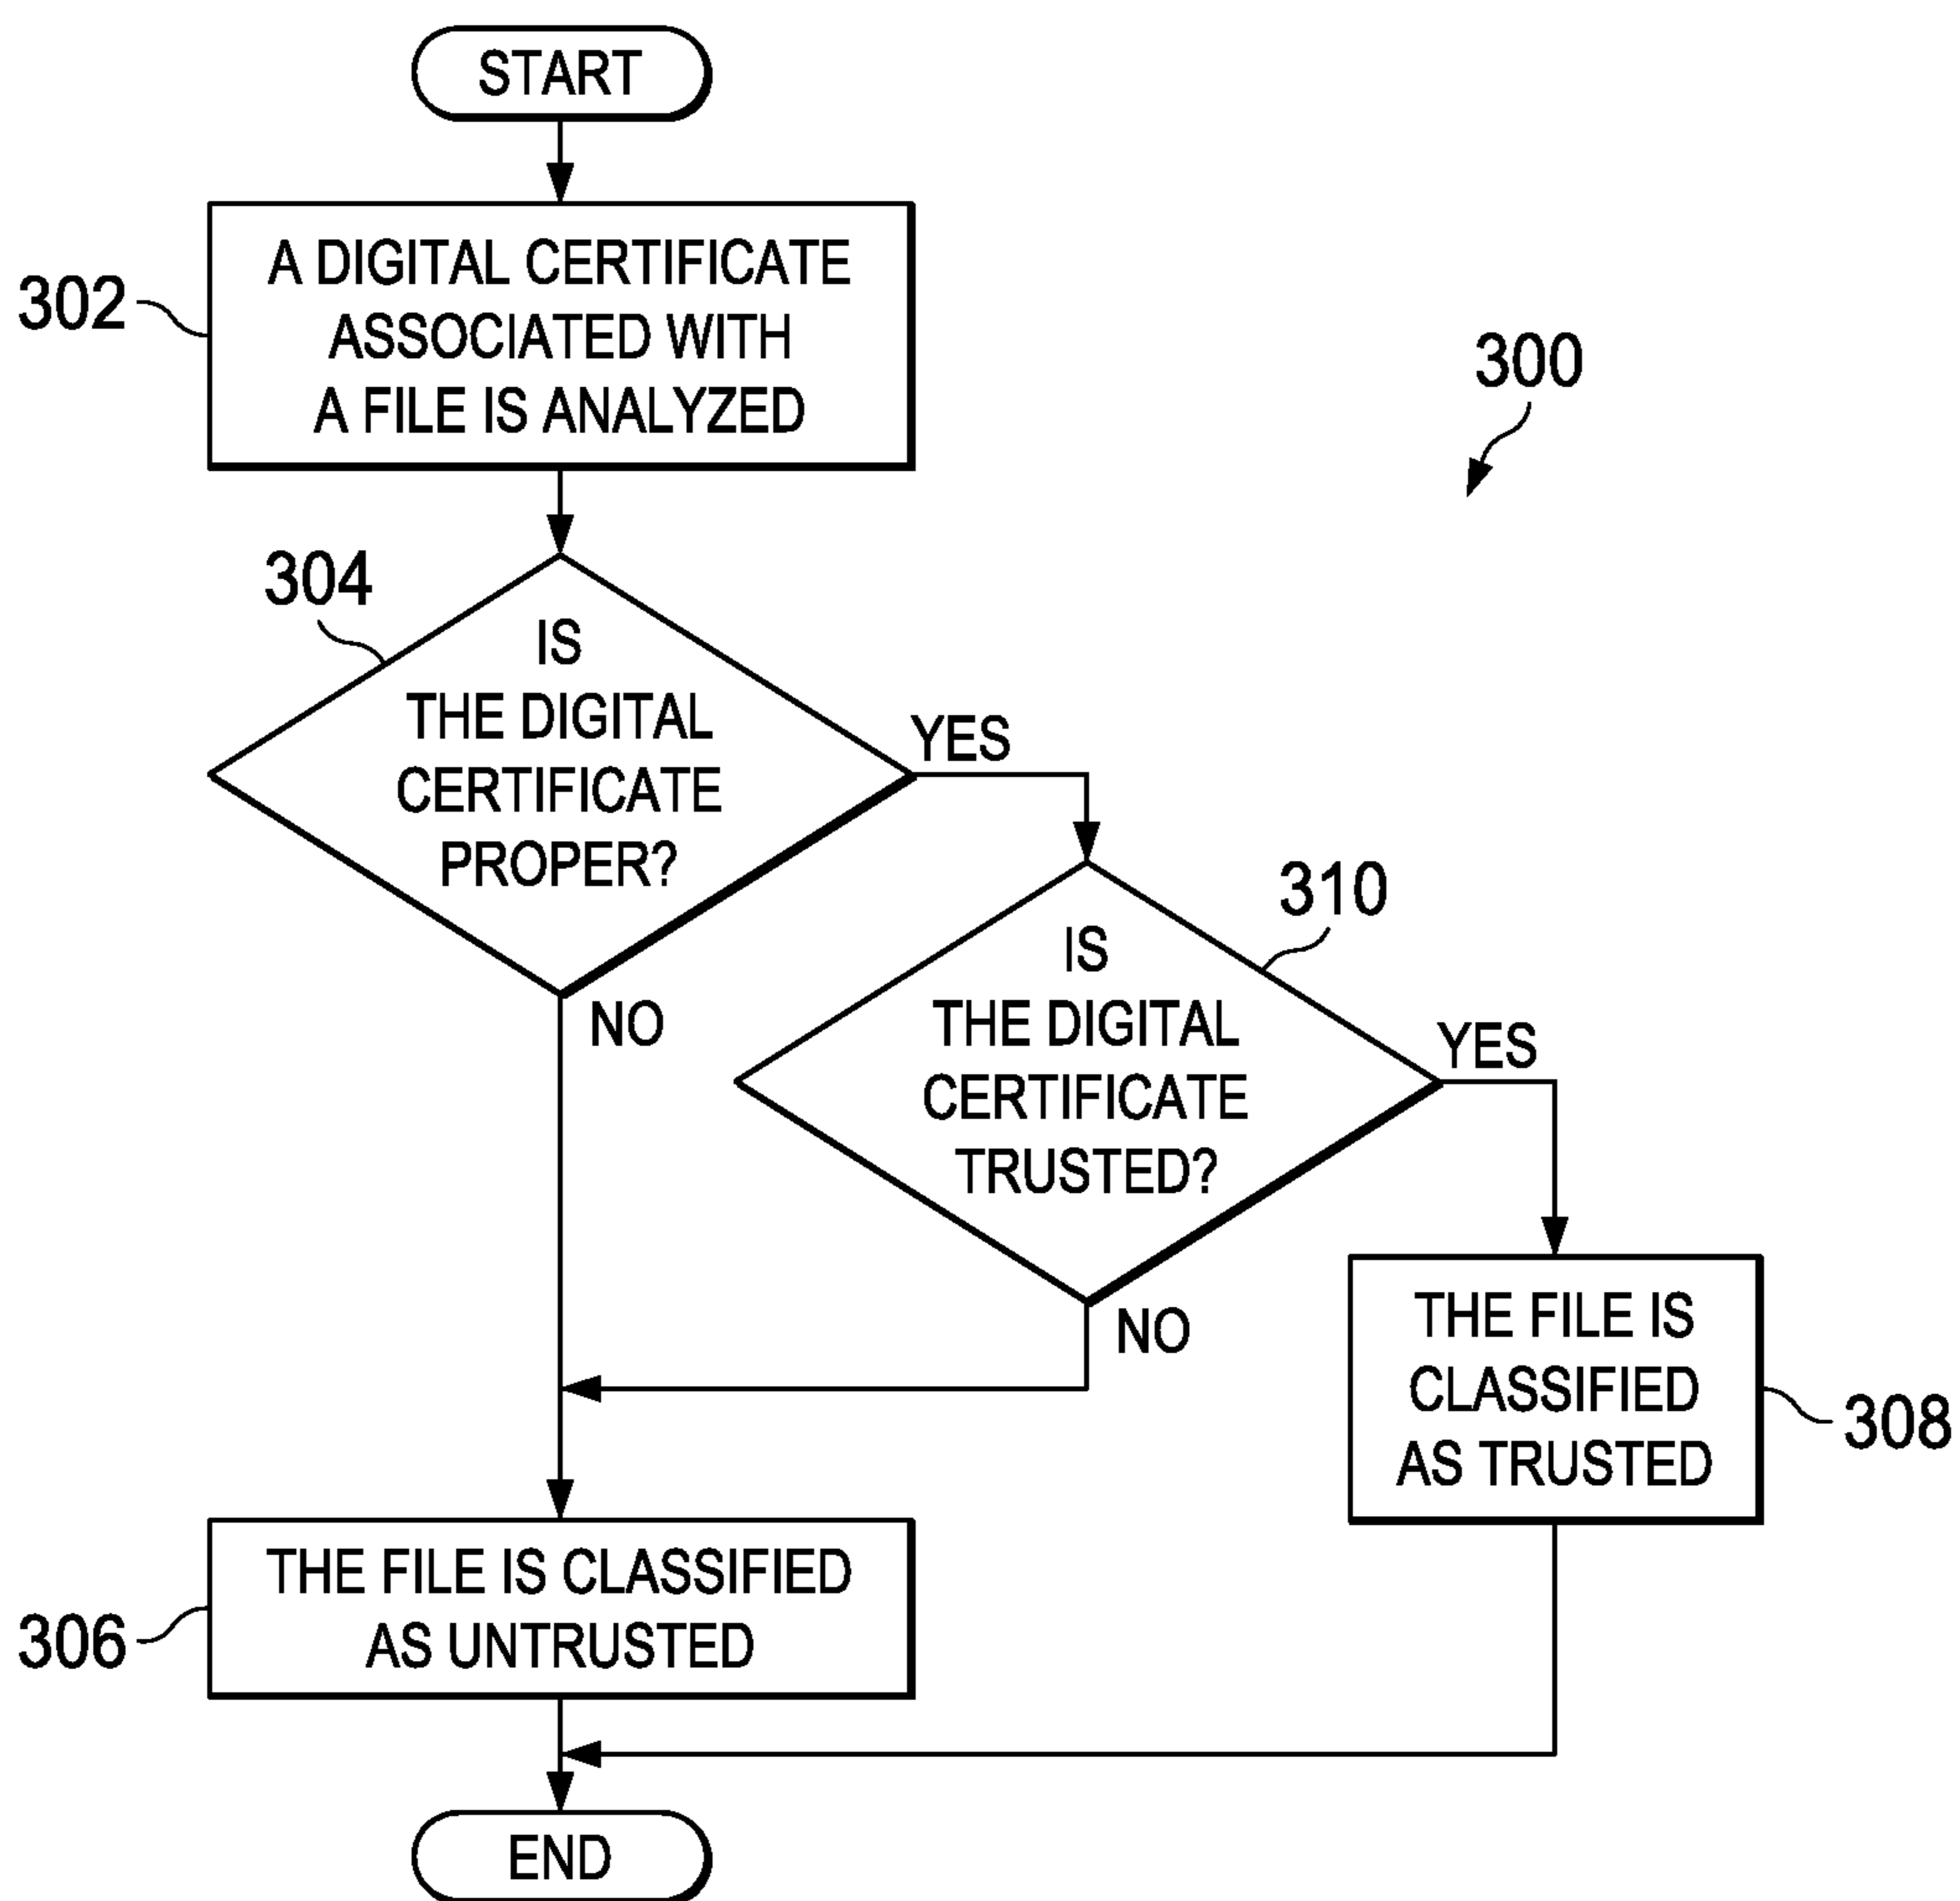 START
302
A DIGITAL CERTIFICATE
ASSOCIATED WITH
A FILE IS ANALYZED
300
304
IS
THE DIGITAL
CERTIFICATE
PROPER?
YES
NO
310
IS
THE DIGITAL
CERTIFICATE
TRUSTED?
YES
NO
THE FILE IS
CLASSIFIED
AS TRUSTED
308
306
THE FILE IS CLASSIFIED
AS UNTRUSTED
END